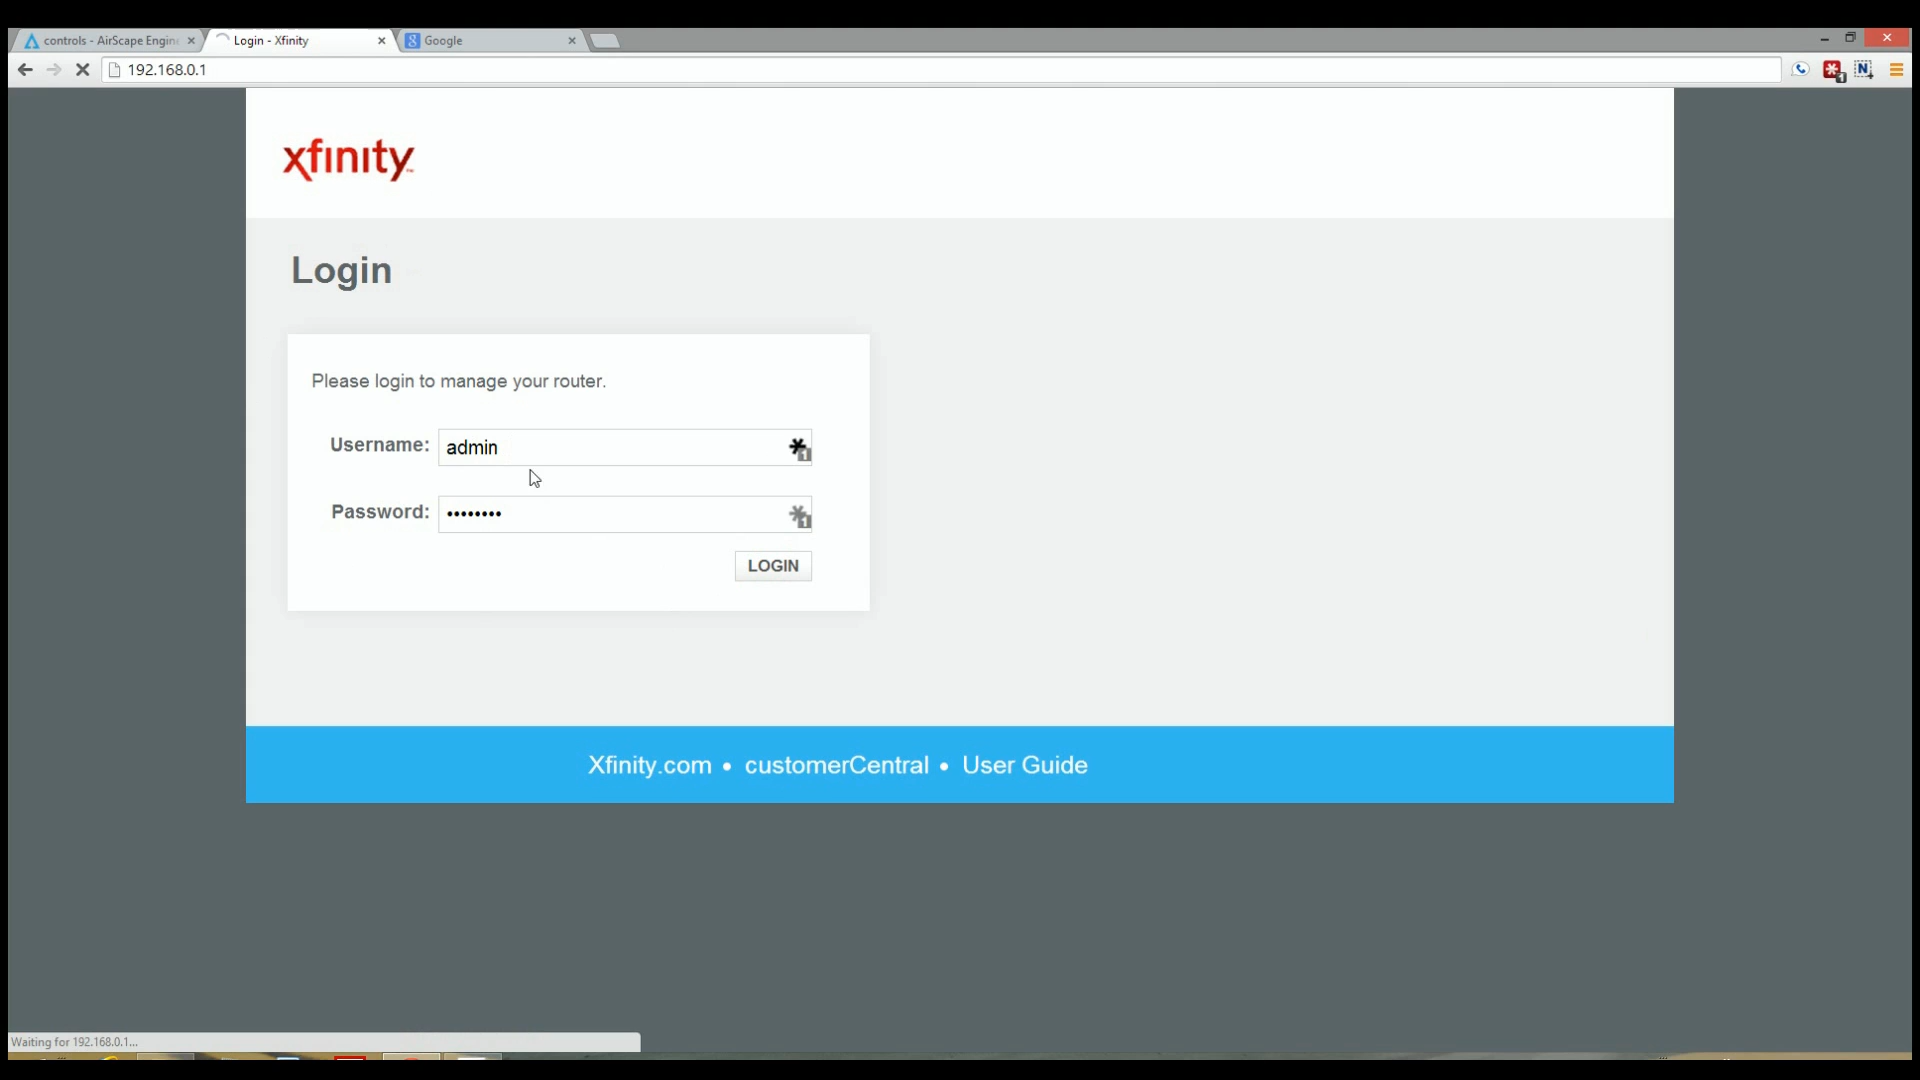 controls - AirScape Engin
Login - Xfinity
Google
192.168.0.1
xfinity
Login
Please login to manage your router.
Username: admin
Password: ••••••••
LOGIN
Xfinity.com • customerCentral • User Guide
Waiting for 192.168.0.1...